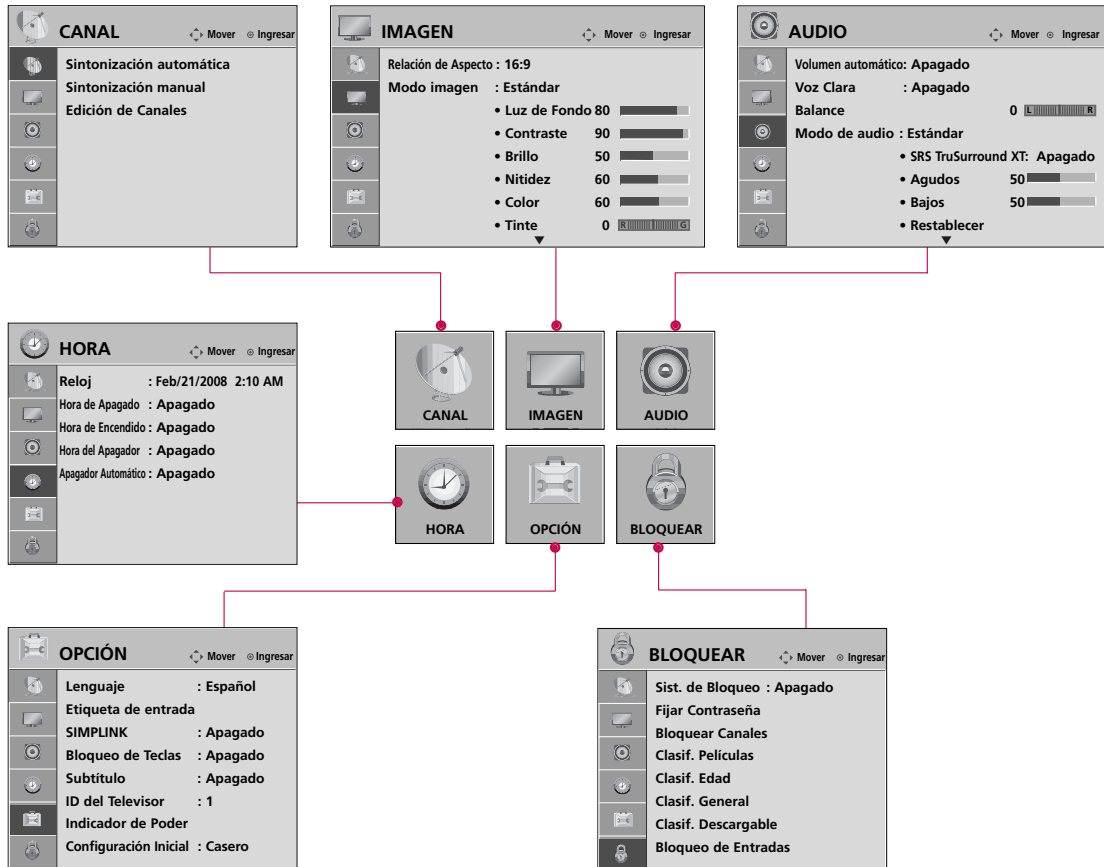 CANAL
Mover
Ingresar
Sintonización automática
Sintonización manual
Edición de Canales
IMAGEN
Mover
Ingresar
Relación de Aspecto : 16:9
Modo imagen : Estándar
• Luz de Fondo 80
• Contraste 90
• Brillo 50
• Nitidez 60
• Color 60
• Tinte 0 R G
AUDIO
Mover
Ingresar
Volumen automático: Apagado
Voz Clara : Apagado
Balance 0 L R
Modo de audio : Estándar
• SRS TruSurround XT: Apagado
• Agudos 50
• Bajos 50
• Restablecer
HORA
Mover
Ingresar
Reloj : Feb/21/2008 2:10 AM
Hora de Apagado : Apagado
Hora de Encendido : Apagado
Hora del Apagador : Apagado
Apagador Automático : Apagado
CANAL
IMAGEN
AUDIO
HORA
OPCIÓN
BLOQUEAR
OPCIÓN
Mover
Ingresar
Lenguaje : Español
Etiqueta de entrada
SIMPLINK : Apagado
Bloqueo de Teclas : Apagado
Subtítulo : Apagado
ID del Televisor : 1
Indicador de Poder
Configuración Inicial : Casero
BLOQUEAR
Mover
Ingresar
Sist. de Bloqueo : Apagado
Fijar Contraseña
Bloquear Canales
Clasif. Películas
Clasif. Edad
Clasif. General
Clasif. Descargable
Bloqueo de Entradas